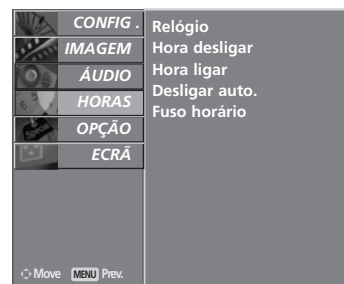 CONFIG .
IMAGEM
ÁUDIO
HORAS
OPÇÃO
ECRÃ
Relógio
Hora desligar
Hora ligar
Desligar auto.
Fuso horário
Move MENU Prev.